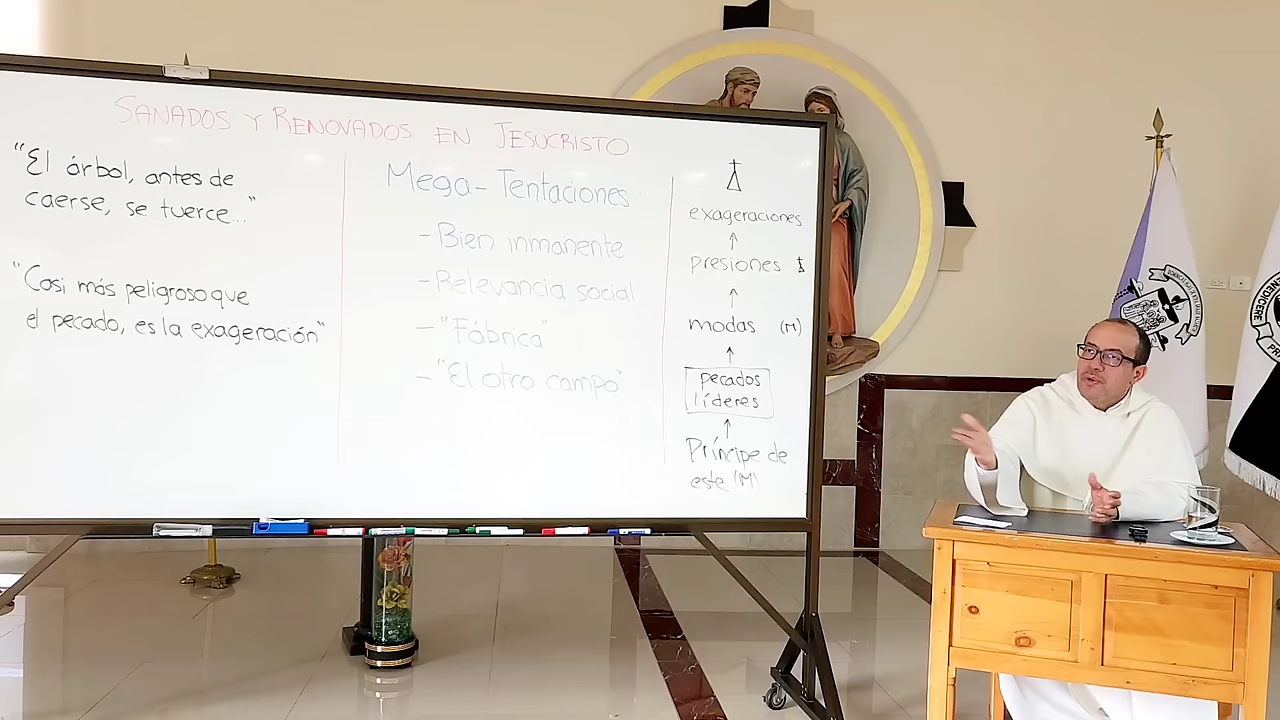 SANADOS Y RENOVADOS EN JESUCRISTO
"El árbol, antes de
caerse, se tuerce..."
"Casi más peligroso que
el pecado, es la exageración"
Mega-Tentaciones:
- Bien inmanente
- Relevancia social
- "Fábrica"
- "El otro campo"
exageraciones
↑
presiones
↑
modas (M)
↑
pecados
líderes
↑
Príncipe de
este (M)